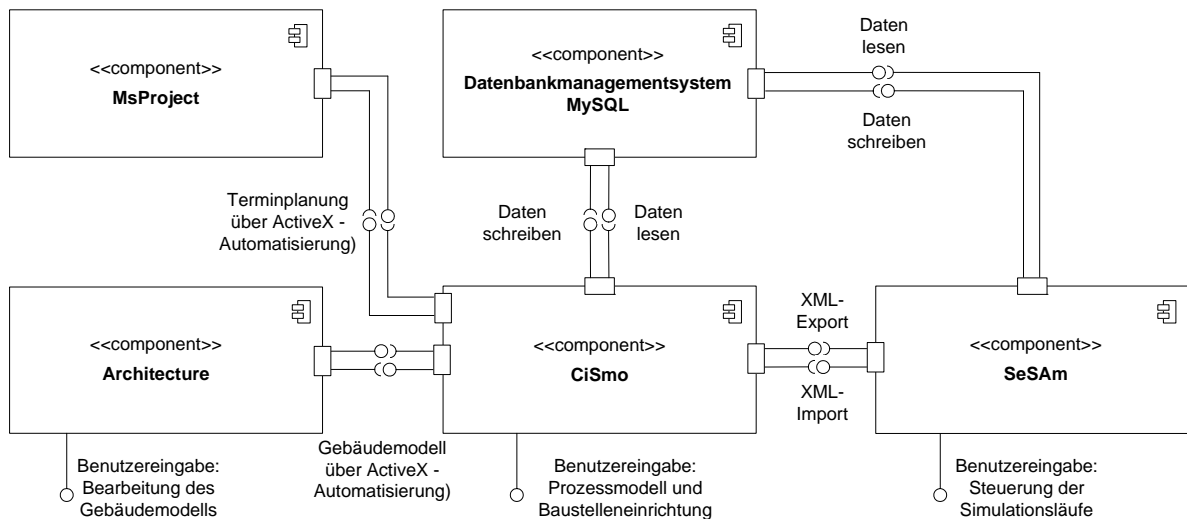 <<component>>
MsProject
<<component>>
Datenbankmanagementsystem
MySQL
Daten
lesen
Daten
schreiben
Terminplanung
über ActiveX -
Automatisierung)
Daten
schreiben
Daten
lesen
<<component>>
Architecture
<<component>>
CiSmo
XML-
Export
XML-
Import
<<component>>
SeSAm
Benutzereingabe:
Bearbeitung des
Gebäudemodells
Gebäudemodell
über ActiveX -
Automatisierung)
Benutzereingabe:
Prozessmodell und
Baustelleneinrichtung
Benutzereingabe:
Steuerung der
Simulationsläufe